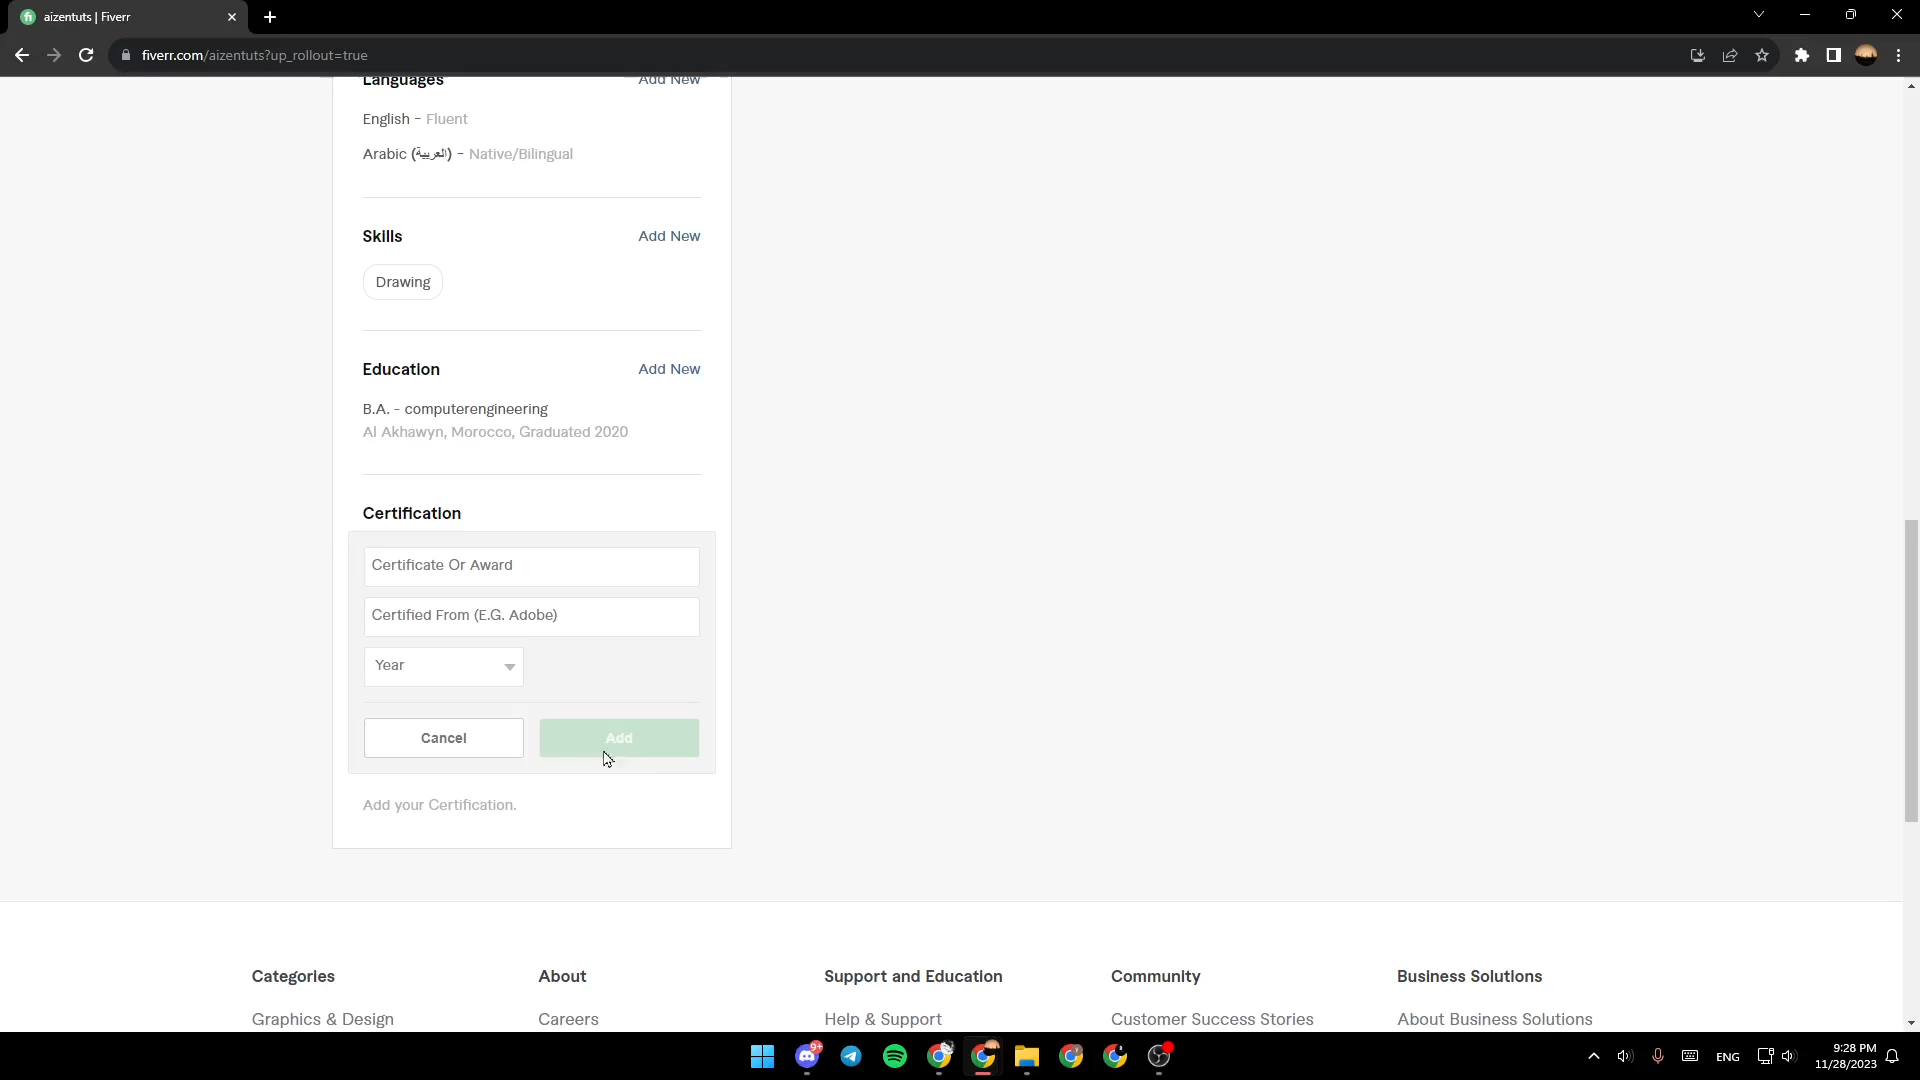 aizentuts | Fiverr
fiverr.com/aizentuts?up_rollout=true
Languages Add New
English - Fluent
Arabic (العربية) - Native/Bilingual
Skills Add New
Drawing
Education Add New
B.A. - computerengineering
Al Akhawyn, Morocco, Graduated 2020
Certification
Certificate Or Award
Certified From (E.G. Adobe)
Year
Cancel Add
Add your Certification.
Categories About Support and Education Community Business Solutions
Graphics & Design Careers Help & Support Customer Success Stories About Business Solutions
9+
ENG
9:28 PM
11/28/2023